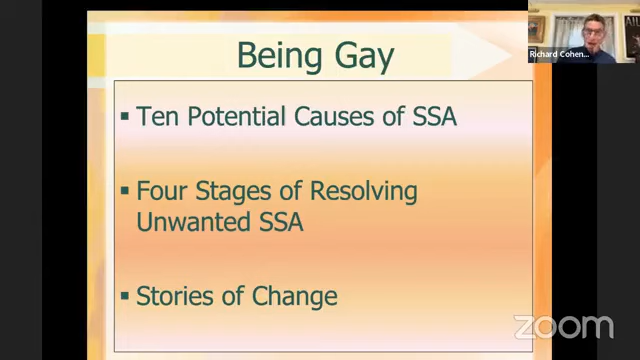 Being Gay
Richard Cohen...
▪ Ten Potential Causes of SSA
▪ Four Stages of Resolving
Unwanted SSA
▪ Stories of Change
zoom